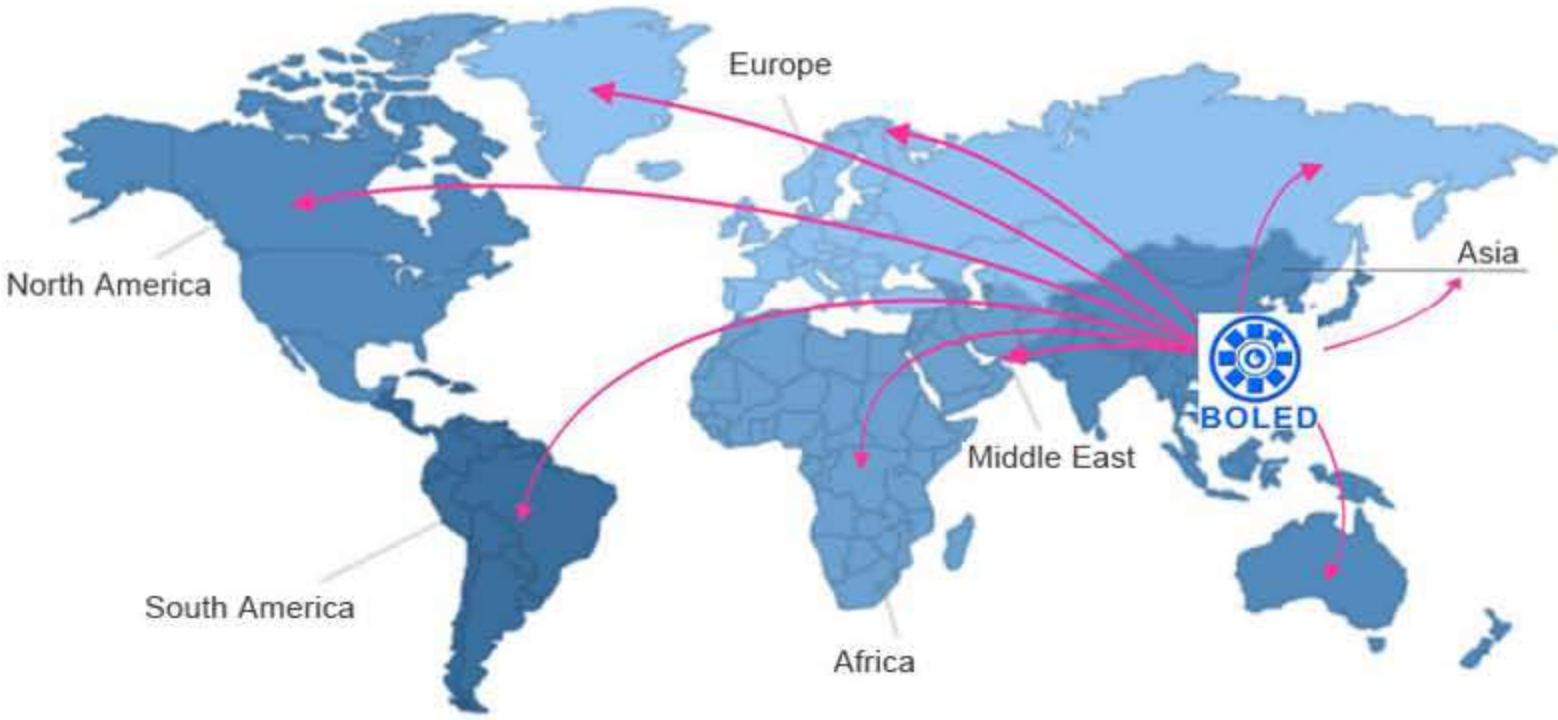 Europe
Asia
North America
BOLED
Middle East
South America
Africa